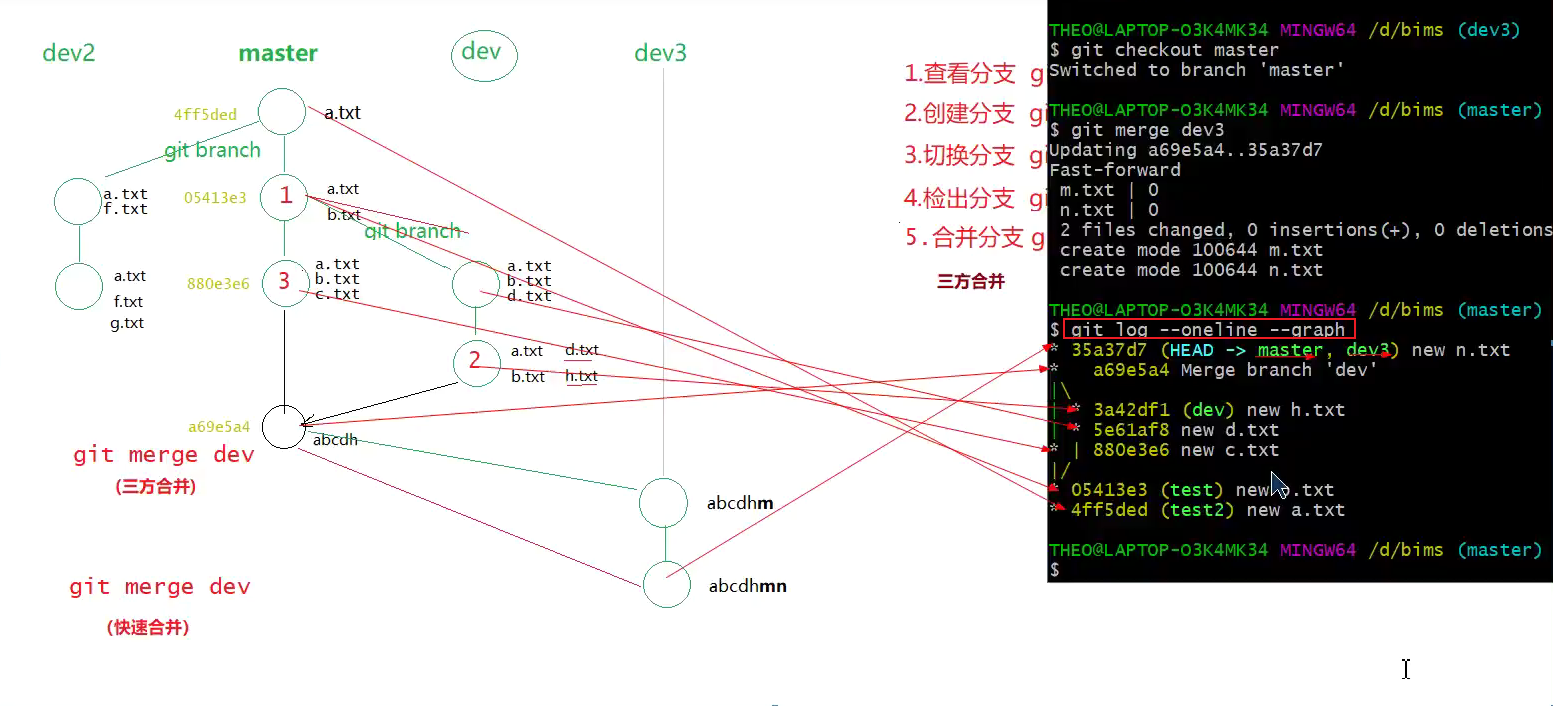 dev2
master
dev
dev3
4ff5ded
a.txt
git branch
a.txt
f.txt
05413e3
1
a.txt
b.txt
git branch
a.txt
f.txt
g.txt
880e3e6
3
a.txt
b.txt
c.txt
a.txt
b.txt
d.txt
2
a.txt d.txt
b.txt h.txt
a69e5a4
abcdh
git merge dev
(三方合并)
abcdhm
abcdhmn
git merge dev
(快速合并)
1.查看分支 g
2.创建分支 gi
3.切换分支 gi
4.检出分支 gi
5.合并分支 g
三方合并
THEO@LAPTOP-O3K4MK34 MINGW64 /d/bims (dev3)
$ git checkout master
Switched to branch 'master'
THEO@LAPTOP-O3K4MK34 MINGW64 /d/bims (master)
$ git merge dev3
Updating a69e5a4..35a37d7
Fast-forward
m.txt | 0
n.txt | 0
2 files changed, 0 insertions(+), 0 deletions
create mode 100644 m.txt
create mode 100644 n.txt
THEO@LAPTOP-O3K4MK34 MINGW64 /d/bims (master)
$ git log --oneline --graph
* 35a37d7 (HEAD -> master, dev3) new n.txt
*   a69e5a4 Merge branch 'dev'
|\
| * 3a42df1 (dev) new h.txt
| * 5e61af8 new d.txt
* | 880e3e6 new c.txt
|/
* 05413e3 (test) new .txt
* 4ff5ded (test2) new a.txt
THEO@LAPTOP-O3K4MK34 MINGW64 /d/bims (master)
$